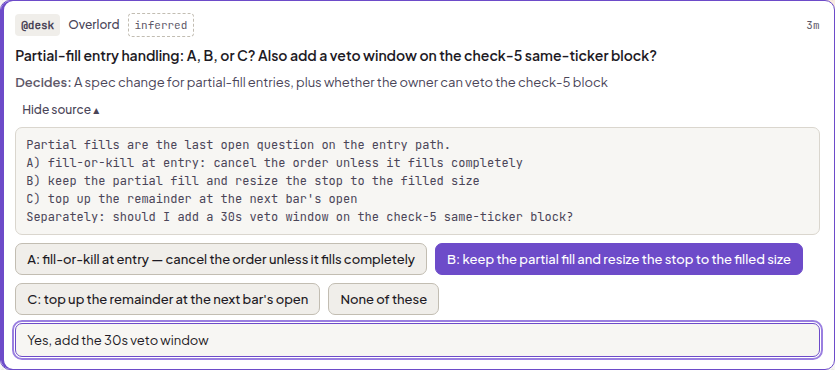 @desk Overlord inferred 3m
Partial-fill entry handling: A, B, or C? Also add a veto window on the check-5 same-ticker block?
Decides: A spec change for partial-fill entries, plus whether the owner can veto the check-5 block
Hide source ▴
Partial fills are the last open question on the entry path.
A) fill-or-kill at entry: cancel the order unless it fills completely
B) keep the partial fill and resize the stop to the filled size
C) top up the remainder at the next bar's open
Separately: should I add a 30s veto window on the check-5 same-ticker block?
A: fill-or-kill at entry — cancel the order unless it fills completely B: keep the partial fill and resize the stop to the filled size
C: top up the remainder at the next bar's open None of these
Yes, add the 30s veto window